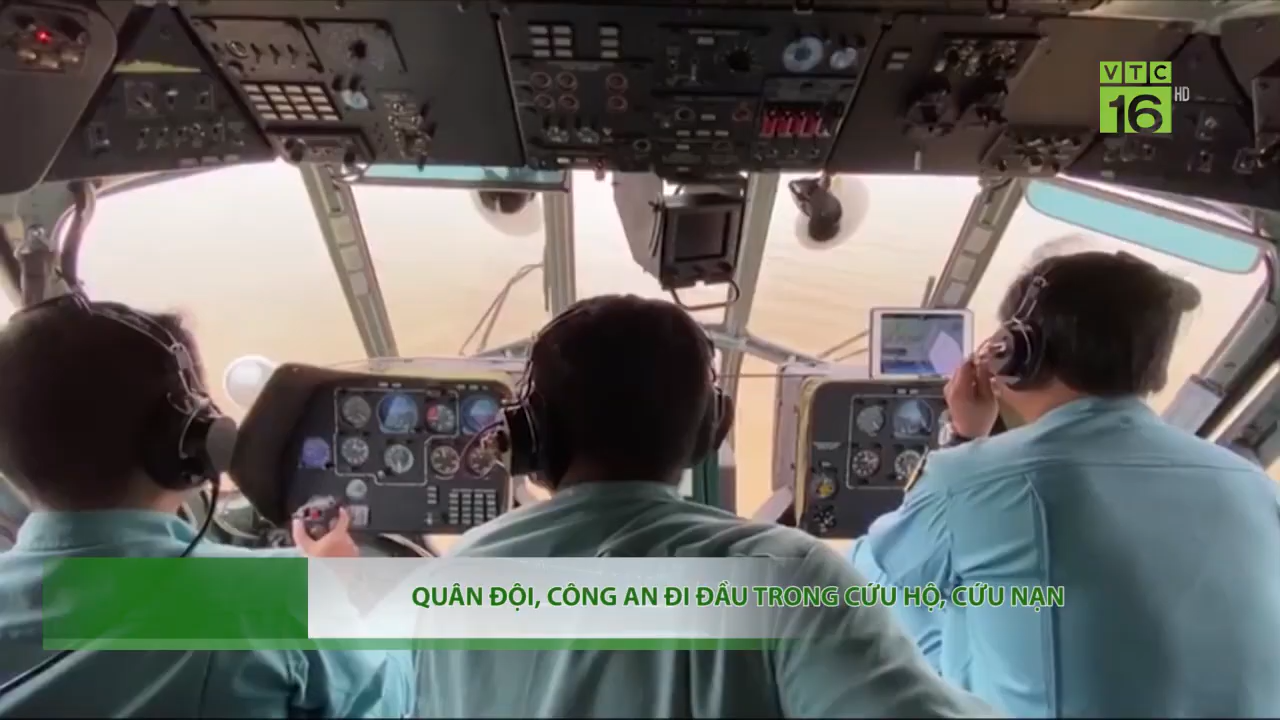 VTC
16 HD
QUÂN ĐỘI, CÔNG AN ĐI ĐẦU TRONG CỨU HỘ, CỨU NẠN